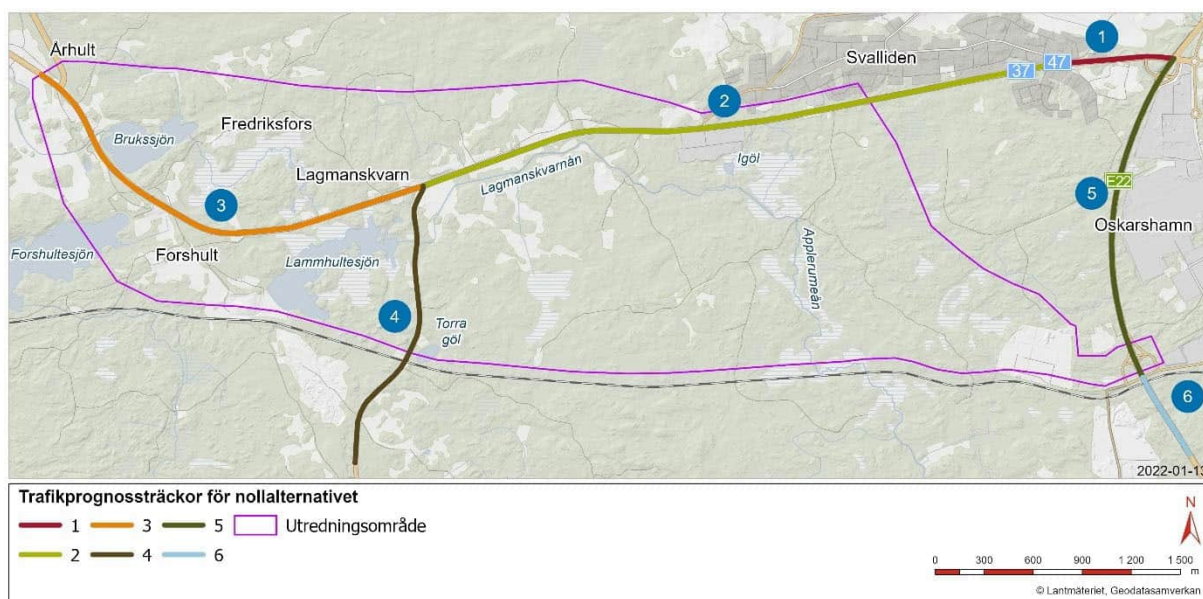 Århult
Svalliden
1
37
47
2
Fredriksfors
Brukssjön
Lagmanskvarn
Lagmanskvarnån
Igöl
3
E22
5
Oskarshamn
Forshultesjön
Forshult
Lammhultesjön
Applerumeån
4
Torra
göl
6
2022-01-13
Trafikprognossträckor för nollalternativet
1 3 5 Utredningsområde
2 4 6
N
0 300 600 900 1 200 1 500
m
© Lantmäteriet, Geodatasamverkan